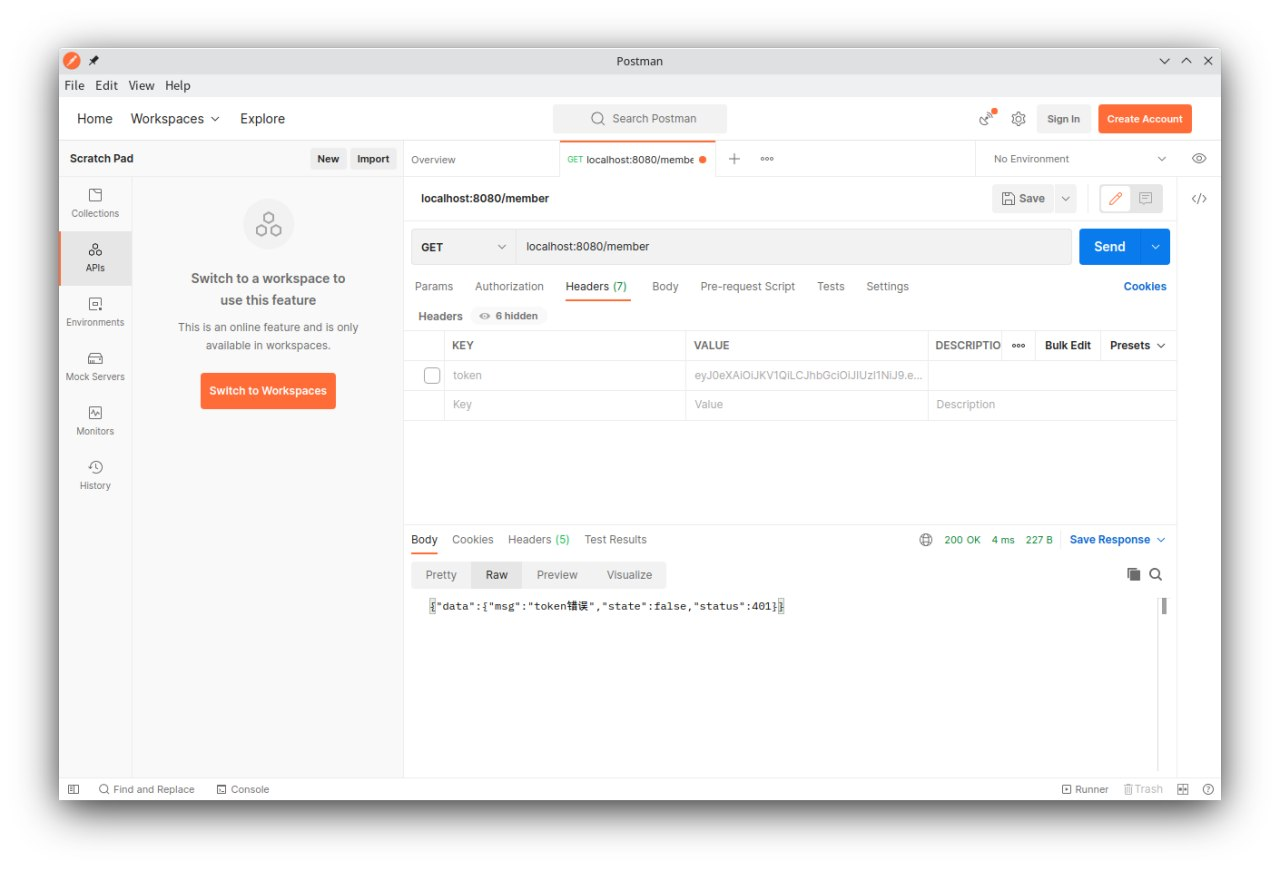 Postman
File Edit View Help
Home Workspaces Explore Search Postman Sign In Create Account
Scratch Pad New Import Overview GET localhost:8080/membe No Environment
localhost:8080/member Save
GET localhost:8080/member Send
Params Authorization Headers (7) Body Pre-request Script Tests Settings Cookies
Headers 6 hidden
KEY VALUE DESCRIPTIO Bulk Edit Presets
token eyJ0eXAiOiJKV1QiLCJhbGciOiJIUzI1NiJ9.e...
Key Value Description
Collections
APIs
Environments
Mock Servers
Monitors
History
Switch to a workspace to
use this feature
This is an online feature and is only
available in workspaces.
Switch to Workspaces
Body Cookies Headers (5) Test Results 200 OK 4 ms 227 B Save Response
Pretty Raw Preview Visualize
{"data":{"msg":"token错误","state":false,"status":401}}
Find and Replace Console Runner Trash